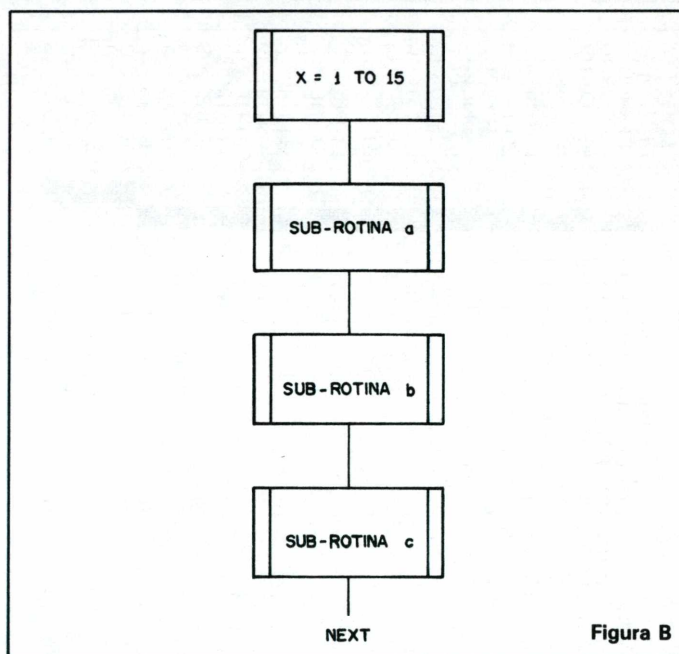 X = 1 TO 15
SUB-ROTINA a
SUB-ROTINA b
SUB-ROTINA c
NEXT
Figura B